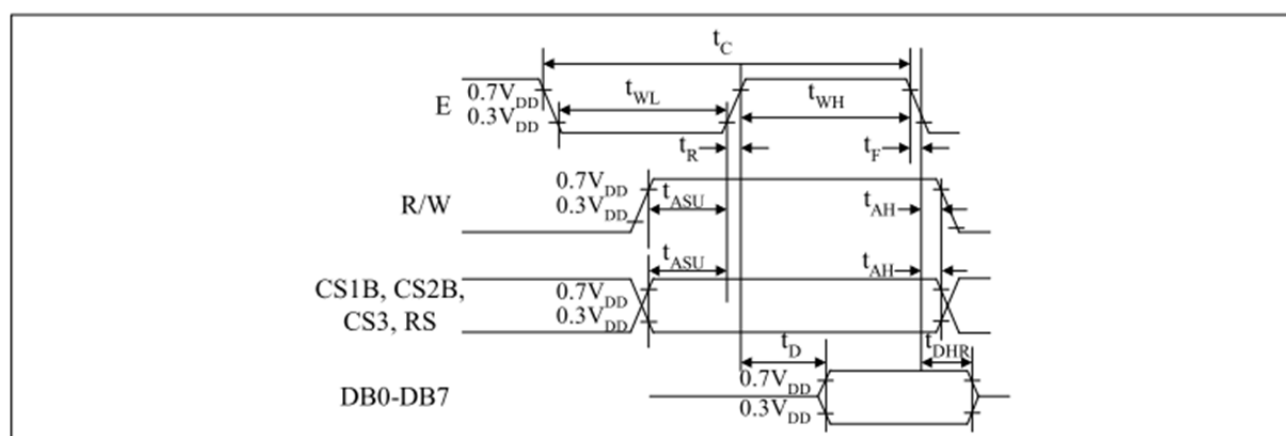 tC
0.7VDD
tWL
tWH
E
0.3VDD
tR
tF
0.7VDD
tASU
tAH
R/W
0.3VDD
tASU
tAH
CS1B, CS2B,
0.7VDD
CS3, RS
0.3VDD
tD
tDHR
0.7VDD
DB0-DB7
0.3VDD